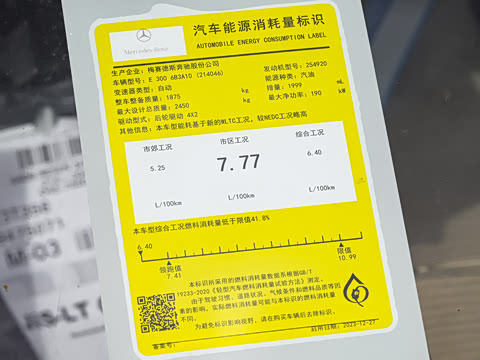 汽车能源消耗量标识
AUTOMOBILE ENERGY CONSUMPTION LABEL
Mercedes-Benz
生产企业：梅赛德斯奔驰股份公司
车辆型号：E 300 6B3A10 (214046) 发动机型号：254920
变速器类型：自动 能源种类：汽油
整车整备质量：1875 kg 排量：1999 mL
最大设计总质量：2450 kg 最大净功率：190 kW
驱动型式：后轮驱动 4X2
其他信息：本车型能耗基于新的WLTC工况，较NEDC工况略高
市郊工况 市区工况 综合工况
5.25 7.77 6.40
L/100km L/100km L/100km
本车型综合工况燃料消耗量低于限值41.8%
6.40
领跑值 限值
7.41 10.99
本标识所采用的燃料消耗量数据系根据GB/T
19233-2020《轻型汽车燃料消耗量试验方法》测定。
由于驾驶习惯、道路状况、气候条件和燃料品质等因
素的影响，实际燃料消耗量可能与本标识的燃料消耗量
不同。
为避免影响视野，请在购买车辆后去除标识。
备案号： 启用日期：2023-12-27
M-03